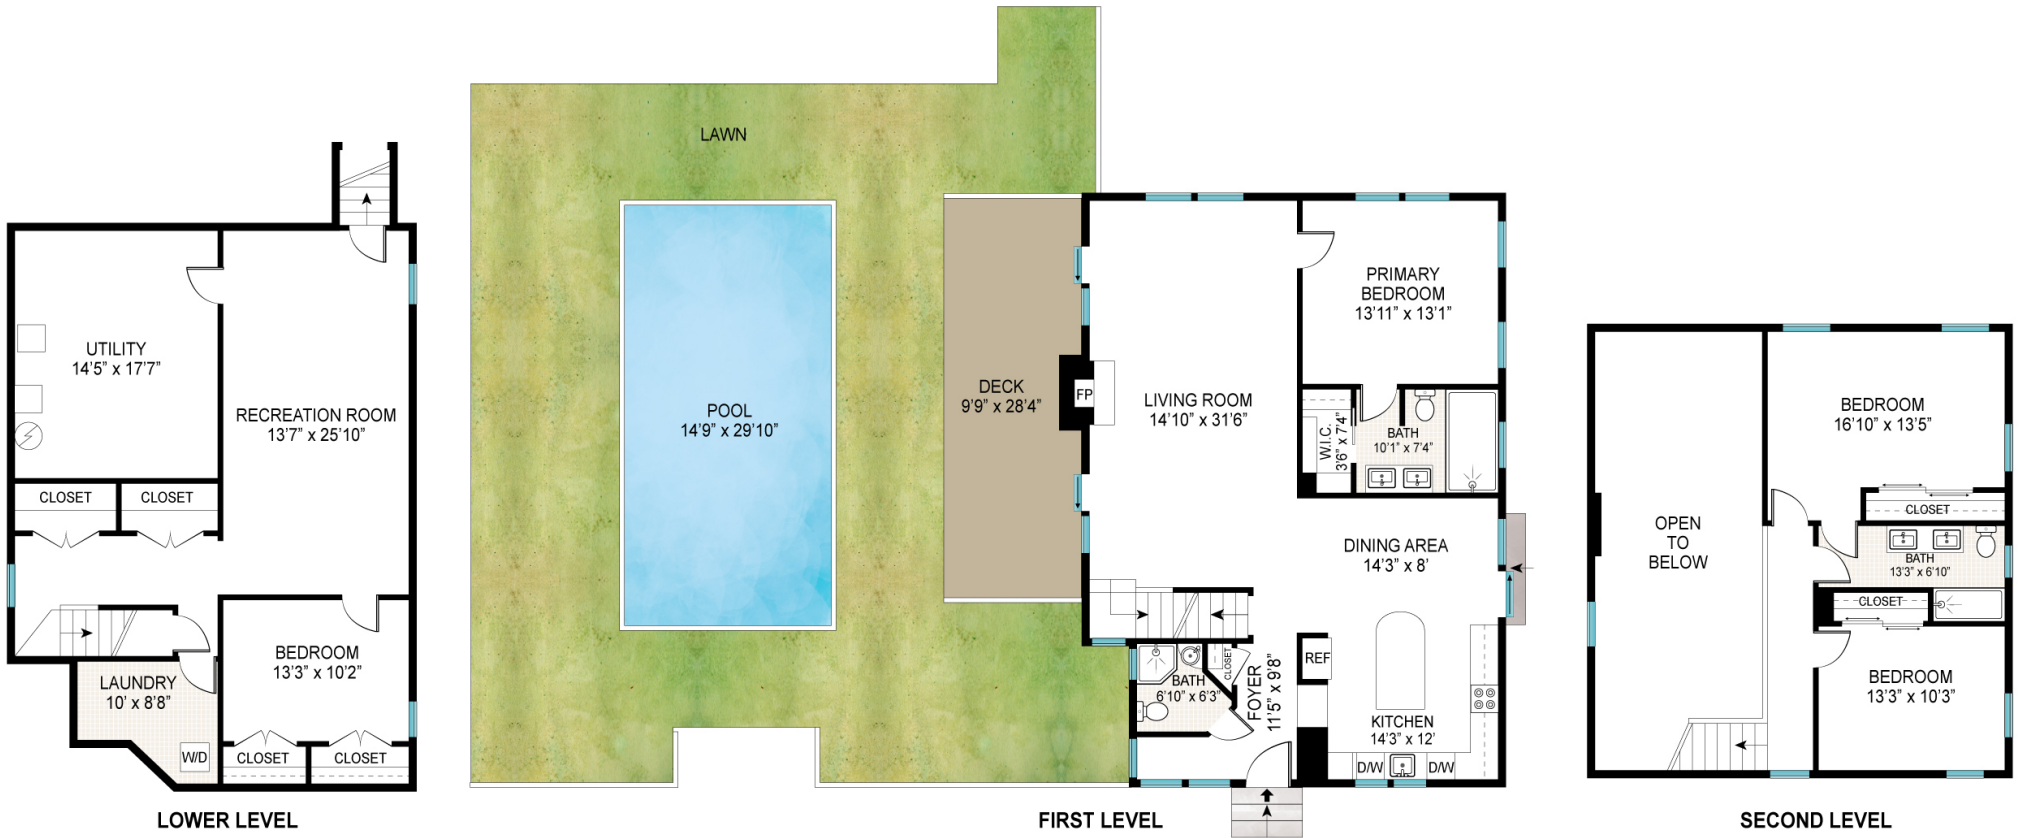 UTILITY
14'5" x 17'7"
RECREATION ROOM
13'7" x 25'10"
CLOSET
CLOSET
BEDROOM
13'3" x 10'2"
LAUNDRY
10' x 8'8"
W/D
CLOSET
CLOSET
LOWER LEVEL
LAWN
POOL
14'9" x 29'10"
DECK
9'9" x 28'4"
FP
LIVING ROOM
14'10" x 31'6"
PRIMARY
BEDROOM
13'11" x 13'1"
W.I.C.
3'6" x 7'4"
BATH
10'1" x 7'4"
DINING AREA
14'3" x 8'
BATH
6'10" x 6'3"
CLOSET
FOYER
11'5" x 9'8"
REF
KITCHEN
14'3" x 12'
D/W
D/W
FIRST LEVEL
OPEN
TO
BELOW
BEDROOM
16'10" x 13'5"
CLOSET
BATH
13'3" x 6'10"
CLOSET
BEDROOM
13'3" x 10'3"
SECOND LEVEL